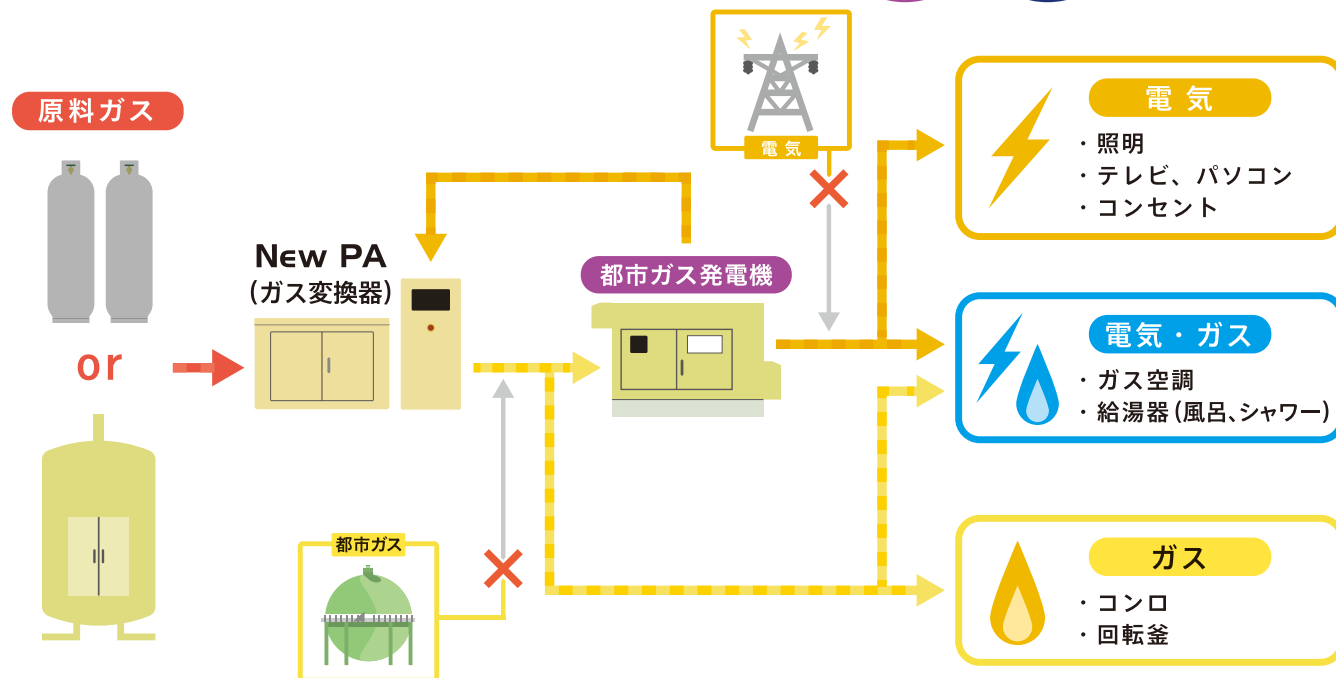 原料ガス
or
New PA
(ガス変換器)
都市ガス
都市ガス発電機
電気
電気
・照明
・テレビ、パソコン
・コンセント
電気・ガス
・ガス空調
・給湯器(風呂、シャワー)
ガス
・コンロ
・回転釜